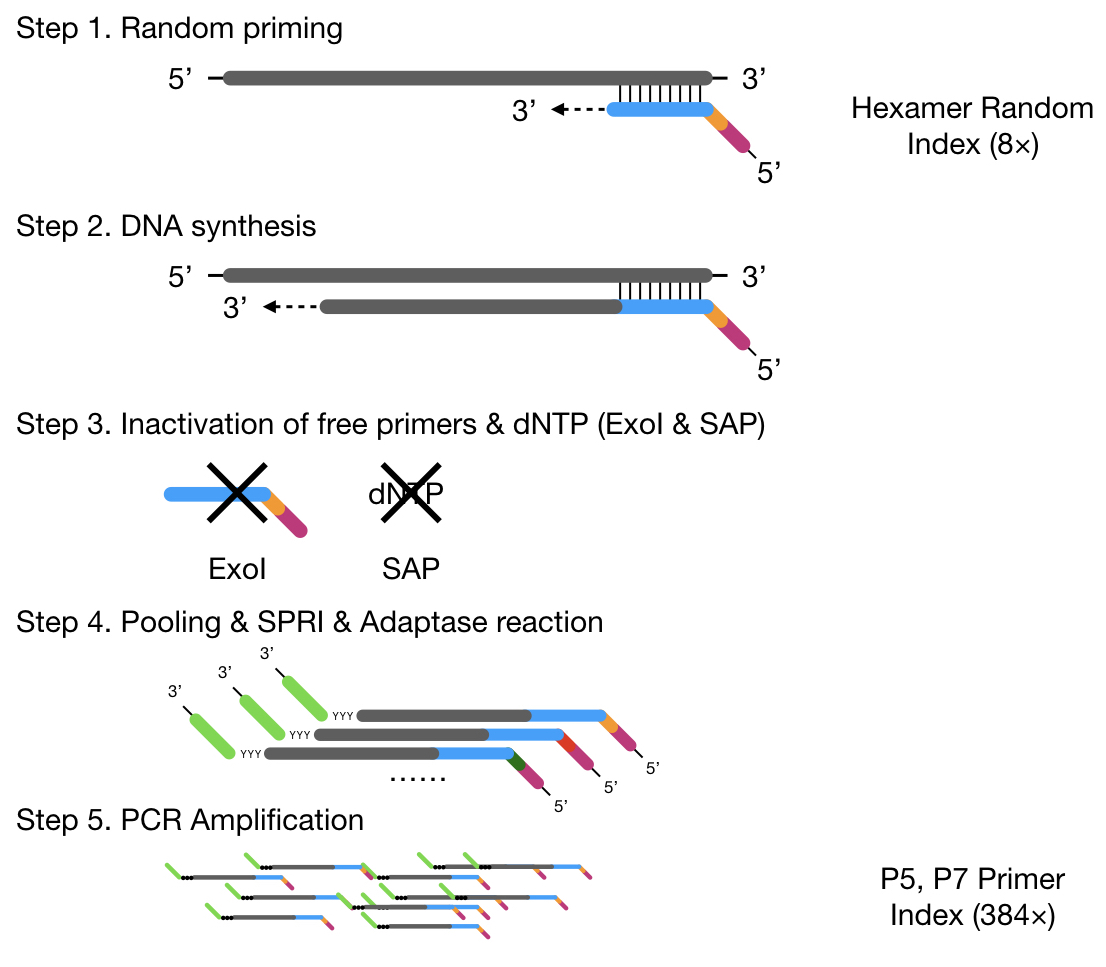 Step 1. Random priming
5’
3’
3’
5’
Hexamer Random
Index (8×)
Step 2. DNA synthesis
5’
3’
3’
5’
Step 3. Inactivation of free primers & dNTP (ExoI & SAP)
dNTP
ExoI
SAP
Step 4. Pooling & SPRI & Adaptase reaction
3’
3’
3’
YYY
YYY
YYY
5’
5’
5’
......
Step 5. PCR Amplification
P5, P7 Primer
Index (384×)